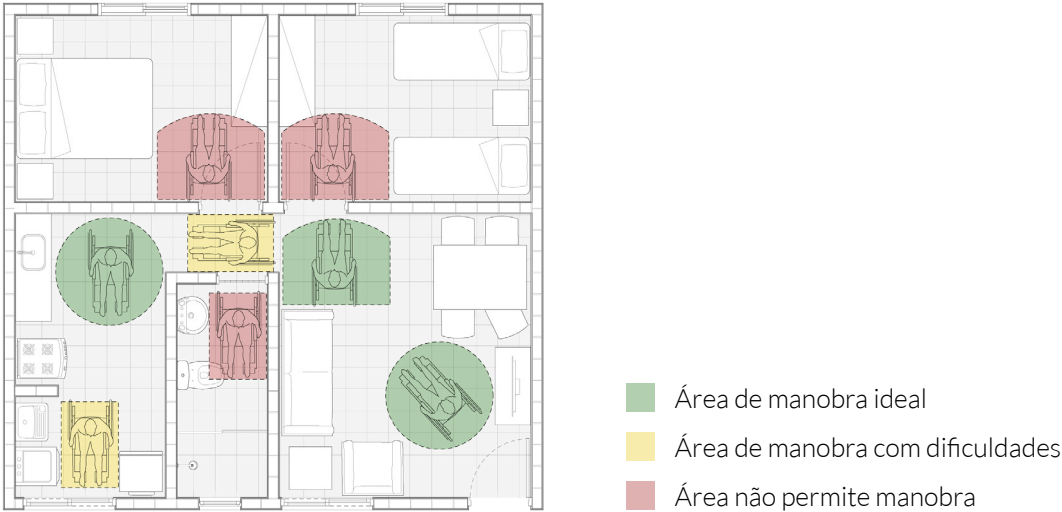 Área de manobra ideal
Área de manobra com dificuldades
Área não permite manobra